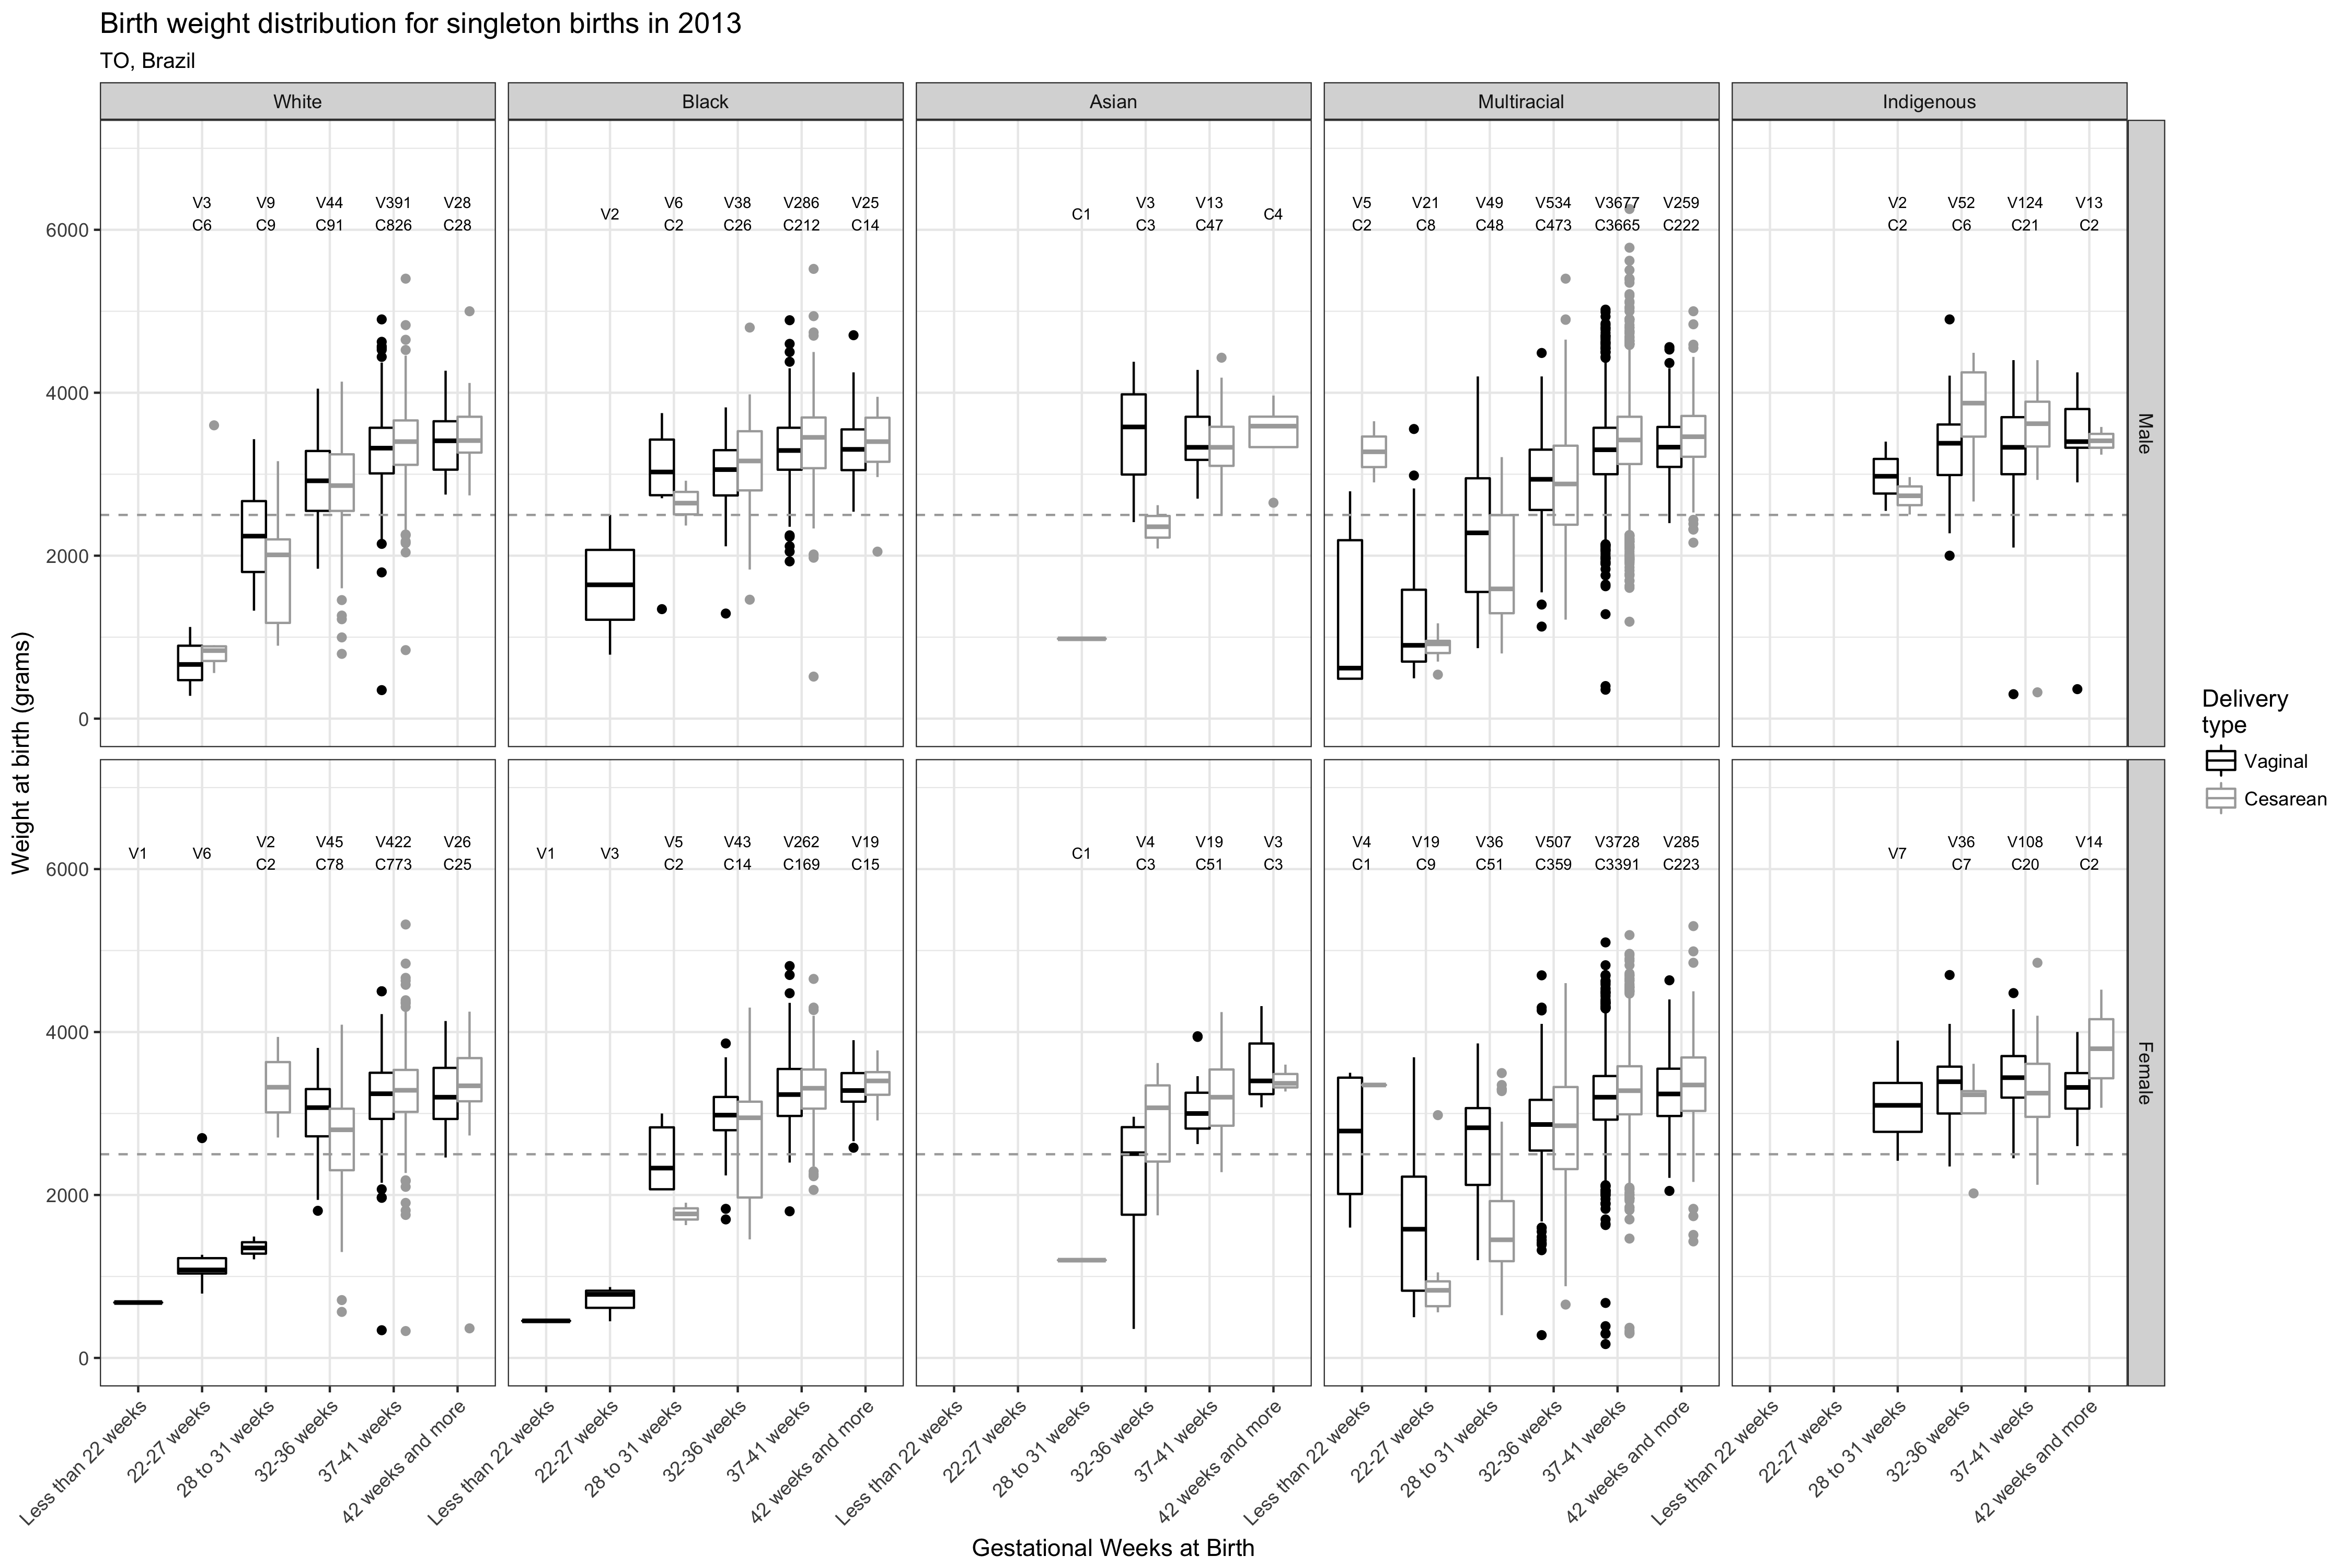 Birth weight distribution for singleton births in 2013
TO, Brazil
White Black Asian Multiracial Indigenous
V3 V9 V44 V391 V28
C6 C9 C91 C826 C28
V2 V6 V38 V286 V25
C2 C26 C212 C14
C1 V3 V13 C4
C3 C47
V5 V21 V49 V534 V3677 V259
C2 C8 C48 C473 C3665 C222
V2 V52 V124 V13
C2 C6 C21 C2
6000
4000
2000
0
Male
V1 V6 V2 V45 V422 V26
C2 C78 C773 C25
V1 V3 V5 V43 V262 V19
C2 C14 C169 C15
C1 V4 V19 V3
C3 C51 C3
V4 V19 V36 V507 V3728 V285
C1 C9 C51 C359 C3391 C223
V7 V36 V108 V14
C7 C20 C2
6000
4000
2000
0
Female
Weight at birth (grams)
Less than 22 weeks
22-27 weeks
28 to 31 weeks
32-36 weeks
37-41 weeks
42 weeks and more
Less than 22 weeks
22-27 weeks
28 to 31 weeks
32-36 weeks
37-41 weeks
42 weeks and more
Less than 22 weeks
22-27 weeks
28 to 31 weeks
32-36 weeks
37-41 weeks
42 weeks and more
Less than 22 weeks
22-27 weeks
28 to 31 weeks
32-36 weeks
37-41 weeks
42 weeks and more
Less than 22 weeks
22-27 weeks
28 to 31 weeks
32-36 weeks
37-41 weeks
42 weeks and more
Gestational Weeks at Birth
Delivery
type
Vaginal
Cesarean